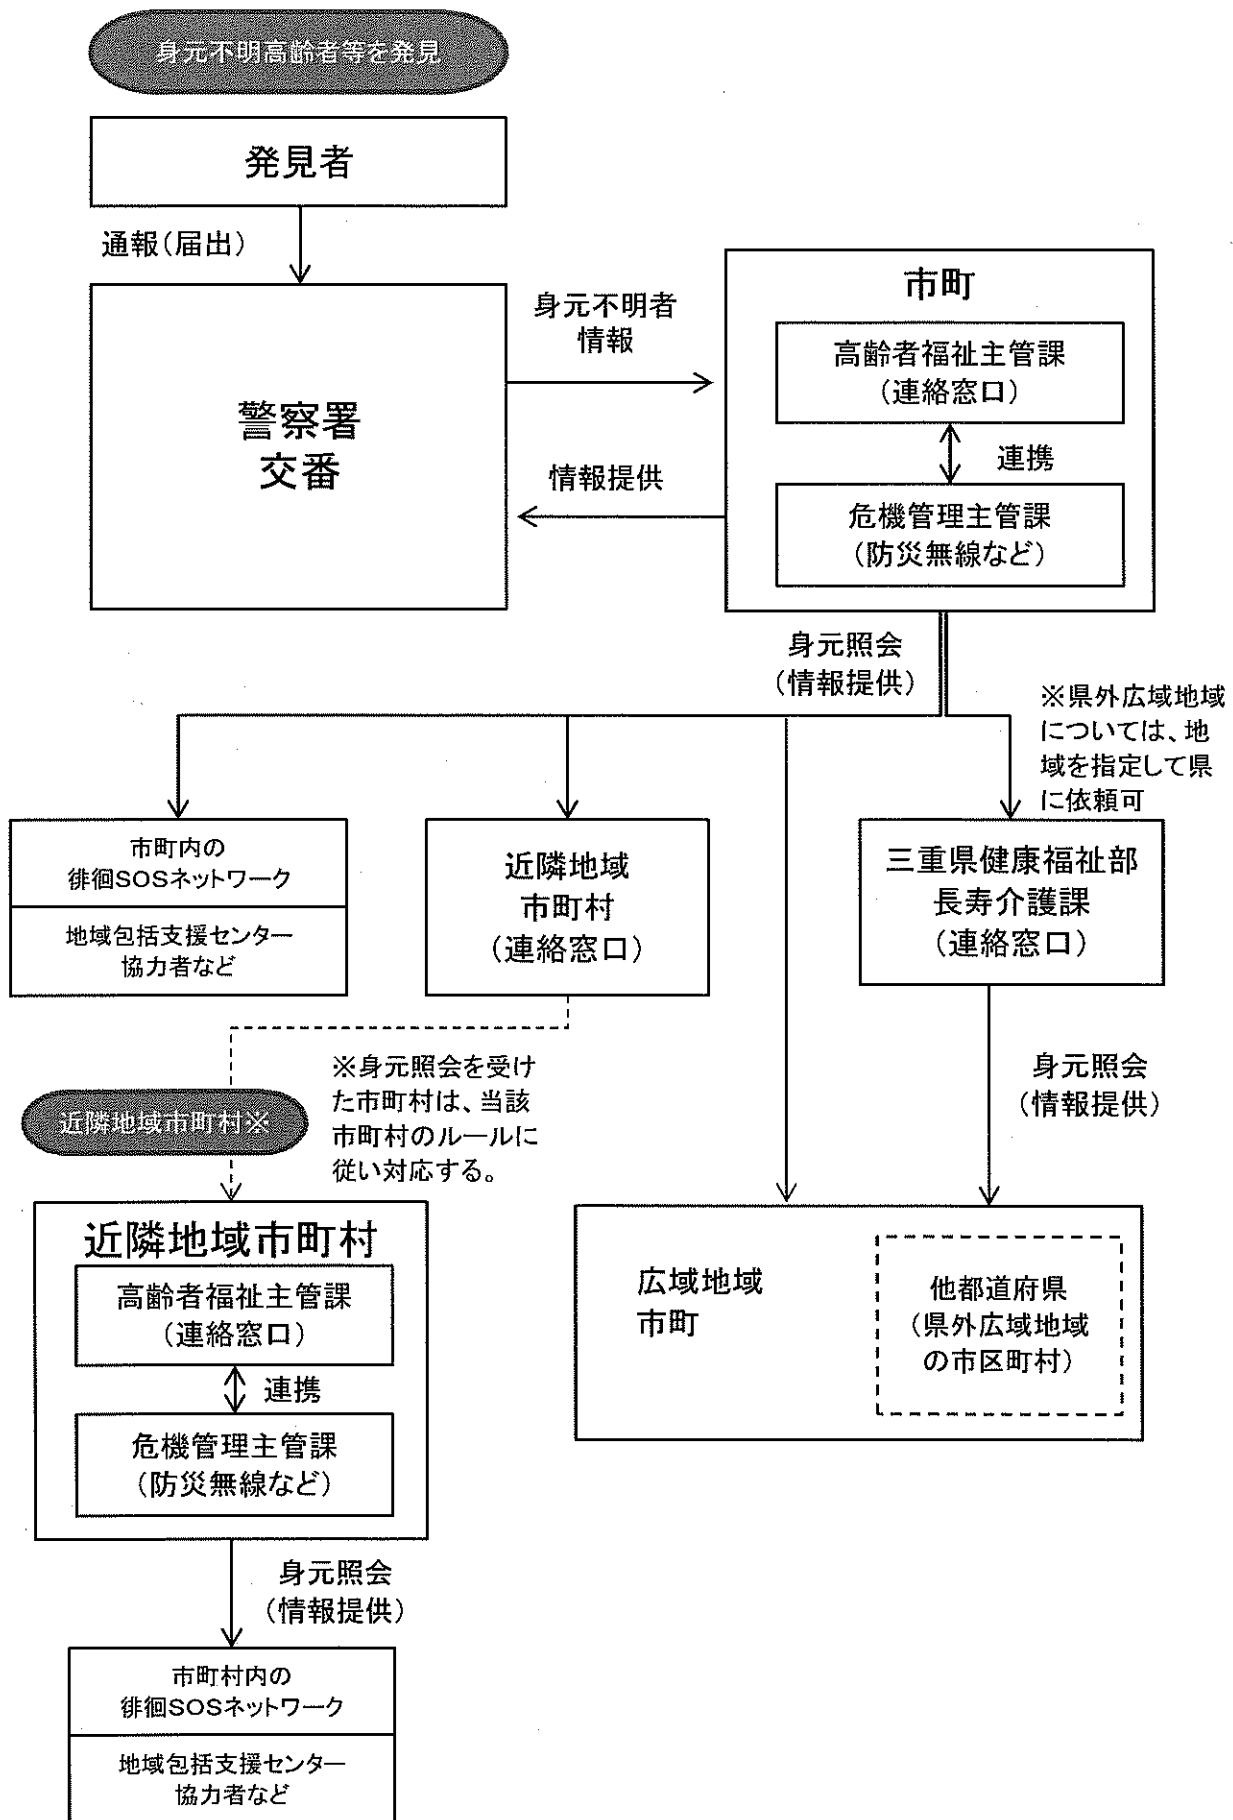 身元不明高齢者等を発見
発見者
通報(届出)
警察署
交番
身元不明者
情報
情報提供
市町
高齢者福祉主管課
(連絡窓口)
連携
危機管理主管課
(防災無線など)
身元照会
(情報提供)
※県外広域地域
については、地
域を指定して県
に依頼可
市町内の
徘徊SOSネットワーク
地域包括支援センター
協力者など
近隣地域
市町村
(連絡窓口)
三重県健康福祉部
長寿介護課
(連絡窓口)
※身元照会を受け
た市町村は、当該
市町村のルールに
従い対応する。
身元照会
(情報提供)
近隣地域市町村※
近隣地域市町村
高齢者福祉主管課
(連絡窓口)
連携
危機管理主管課
(防災無線など)
広域地域
市町
他都道府県
(県外広域地域
の市区町村)
身元照会
(情報提供)
市町村内の
徘徊SOSネットワーク
地域包括支援センター
協力者など